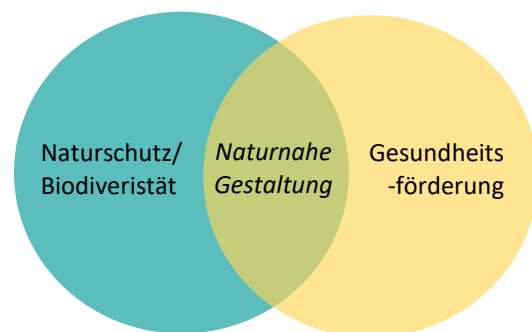 Naturschutz/
Biodiveristät
Naturnahe
Gestaltung
Gesundheits
-förderung